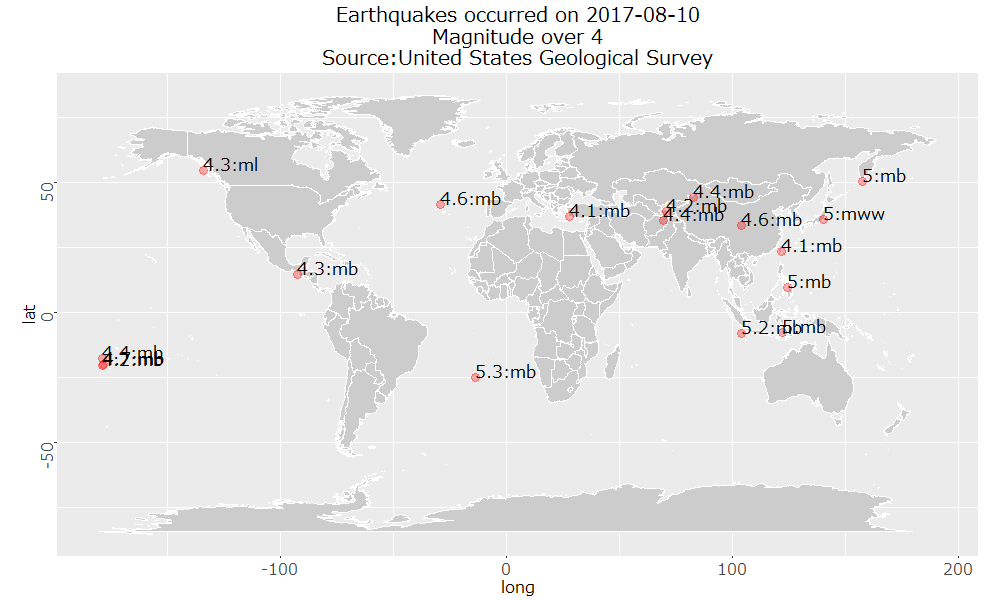 Earthquakes occurred on 2017-08-10
Magnitude over 4
Source:United States Geological Survey
4.3:ml
4.6:mb
4.1:mb
4.4:mb
4.2:mb
4.4:mb
4.6:mb
5:mb
5:mww
4.1:mb
4.3:mb
5:mb
5.2:mb
5:mb
4.4:mb
4.2:mb
5.3:mb
50
0
-50
lat
-100
0
100
200
long